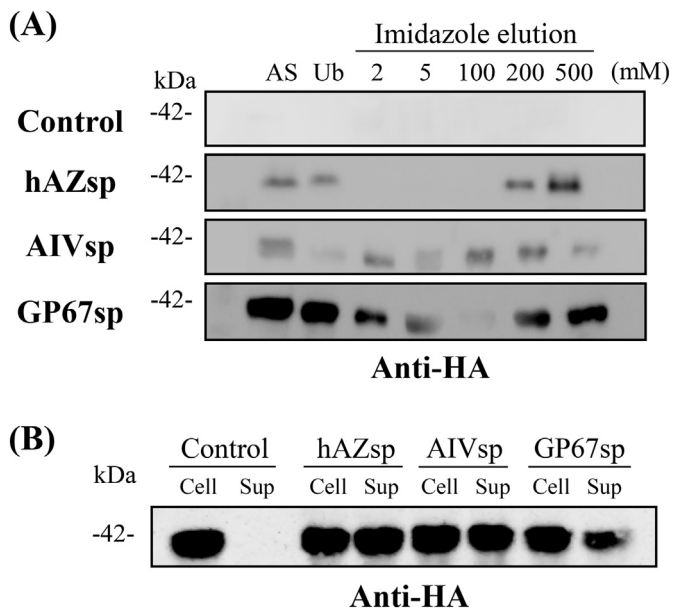 (A)
Imidazole elution
kDa AS Ub 2 5 100 200 500 (mM)
Control -42-
hAZsp -42-
AIVsp -42-
GP67sp -42-
Anti-HA
(B)
Control hAZsp AIVsp GP67sp
kDa Cell Sup Cell Sup Cell Sup Cell Sup
-42-
Anti-HA